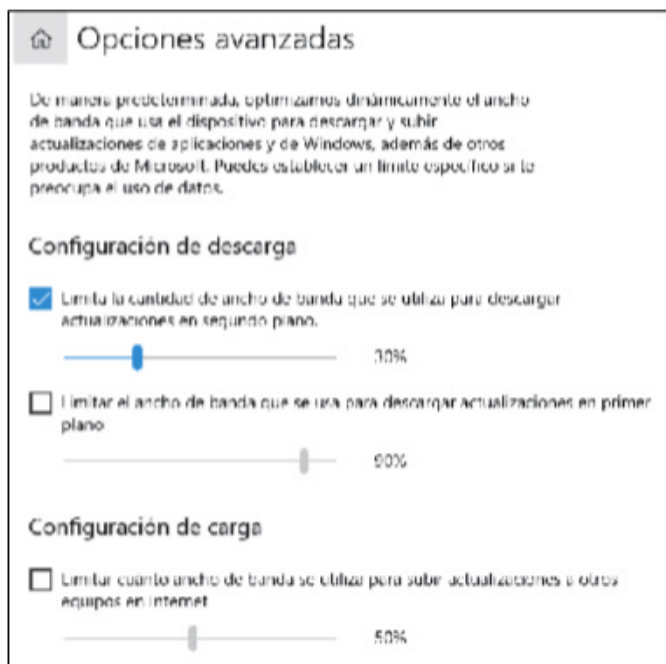 Opciones avanzadas
De manera predeterminada, optimizamos dinámicamente el ancho
de banda que usa el dispositivo para descargar y subir
actualizaciones de aplicaciones y de Windows, además de otros
productos de Microsoft. Puedes establecer un límite específico si te
preocupa el uso de datos.
Configuración de descarga
Limita la cantidad de ancho de banda que se utiliza para descargar
actualizaciones en segundo plano.
30%
Limitar el ancho de banda que se usa para descargar actualizaciones en primer
plano
90%
Configuración de carga
Limitar cuánto ancho de banda se utiliza para subir actualizaciones a otros
equipos en Internet
50%